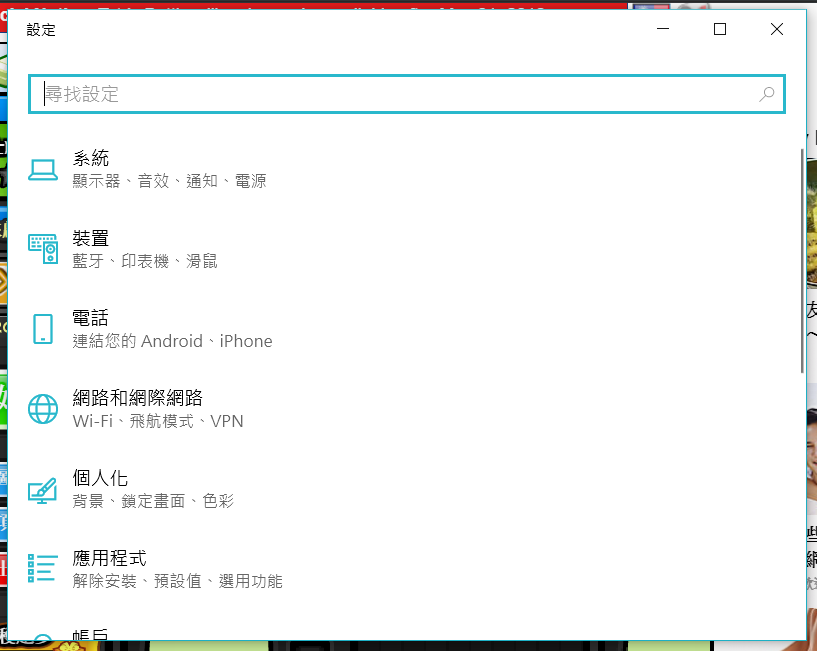 設定
尋找設定
系統
顯示器、音效、通知、電源
裝置
藍牙、印表機、滑鼠
電話
連結您的 Android、iPhone
網路和網際網路
Wi-Fi、飛航模式、VPN
個人化
背景、鎖定畫面、色彩
應用程式
解除安裝、預設值、選用功能
帳戶